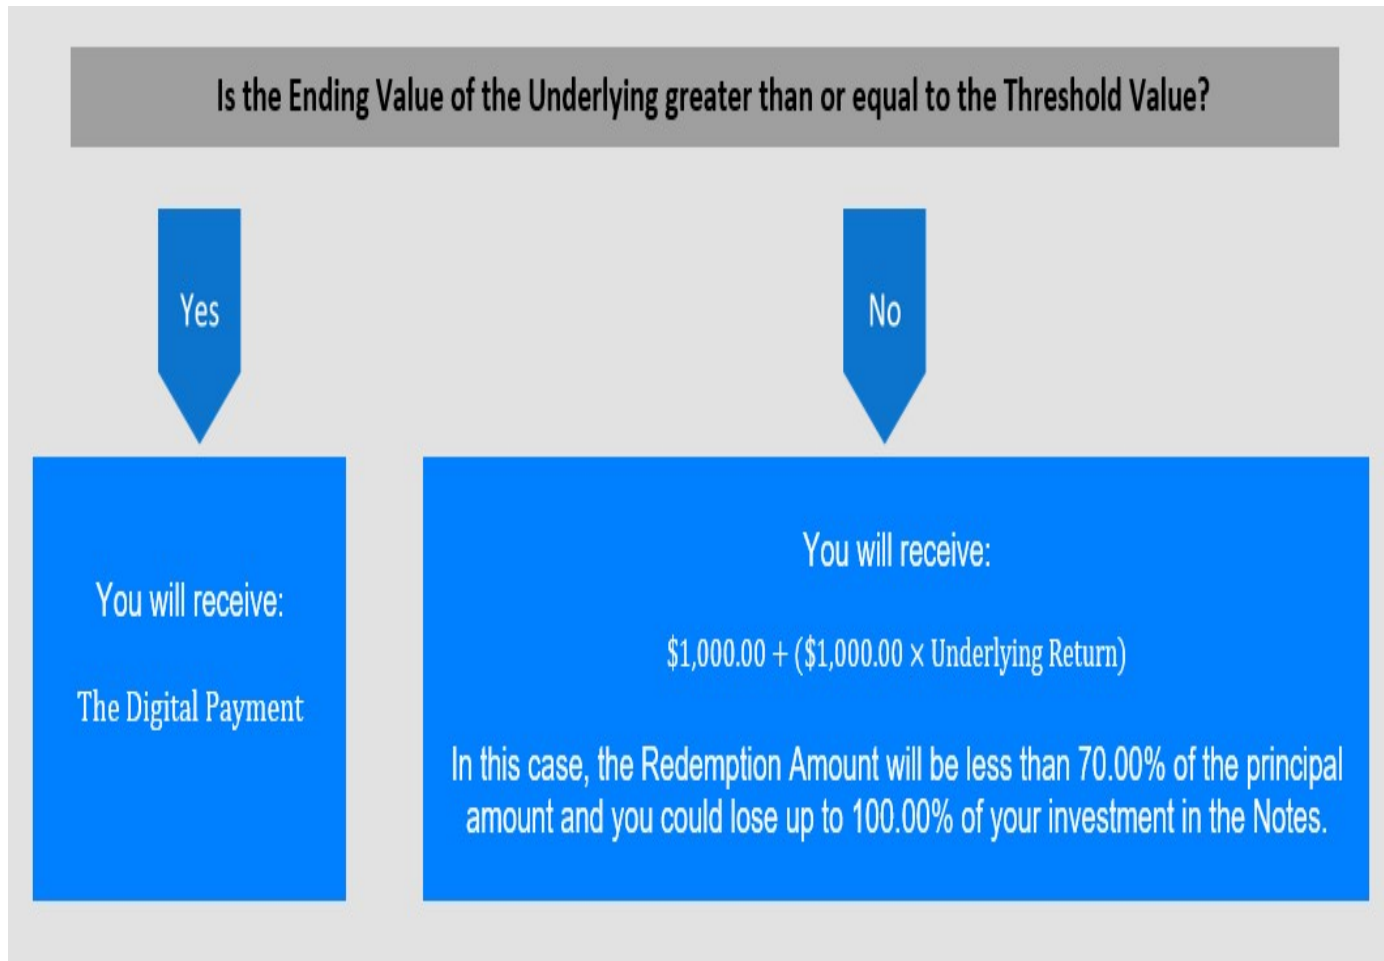 Is the Ending Value of the Underlying greater than or equal to the Threshold Value?
Yes
No
You will receive:
The Digital Payment
You will receive:
$1,000.00 + ($1,000.00 × Underlying Return)
In this case, the Redemption Amount will be less than 70.00% of the principal
amount and you could lose up to 100.00% of your investment in the Notes.